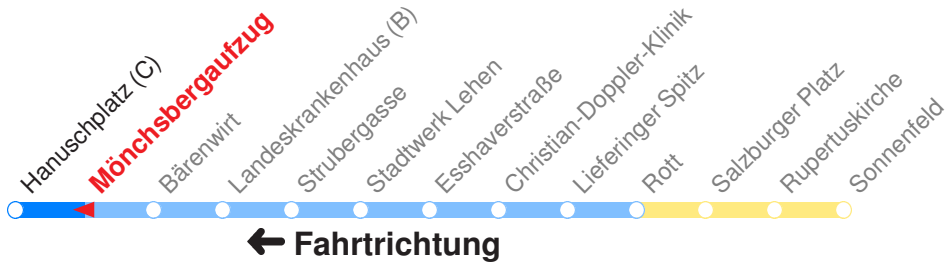 Hanuschplatz (C)
Mönchsbergaufzug
Bärenwirt
Landeskrankenhaus (B)
Strubergasse
Stadtwerk Lehen
Esshaverstraße
Christian-Doppler-Klinik
Lieferinger Spitz
Rott
Salzburger Platz
Rupertuskirche
Sonnenfeld
← Fahrtrichtung